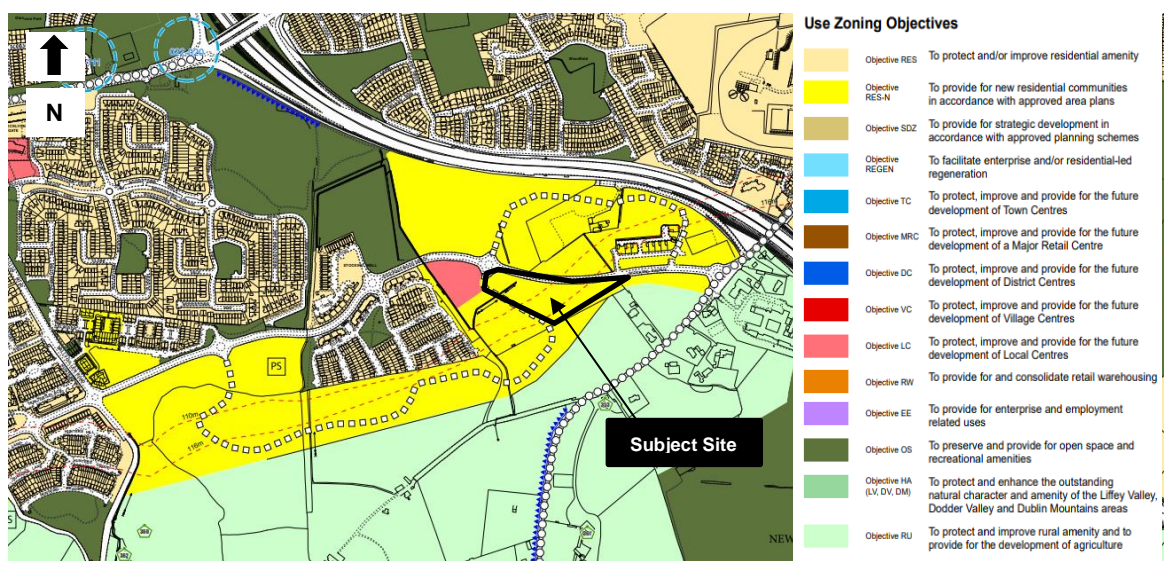 N
PS
110m
116m
116m
Subject Site
NEW
Use Zoning Objectives
Objective RES
To protect and/or improve residential amenity
Objective
RES-N
To provide for new residential communities
in accordance with approved area plans
Objective SDZ
To provide for strategic development in
accordance with approved planning schemes
Objective
REGEN
To facilitate enterprise and/or residential-led
regeneration
Objective TC
To protect, improve and provide for the future
development of Town Centres
Objective MRC
To protect, improve and provide for the future
development of a Major Retail Centre
Objective DC
To protect, improve and provide for the future
development of District Centres
Objective VC
To protect, improve and provide for the future
development of Village Centres
Objective LC
To protect, improve and provide for the future
development of Local Centres
Objective RW
To provide for and consolidate retail warehousing
Objective EE
To provide for enterprise and employment
related uses
Objective OS
To preserve and provide for open space and
recreational amenities
Objective HA
(LV, DV, DM)
To protect and enhance the outstanding
natural character and amenity of the Liffey Valley,
Dodder Valley and Dublin Mountains areas
Objective RU
To protect and improve rural amenity and to
provide for the development of agriculture